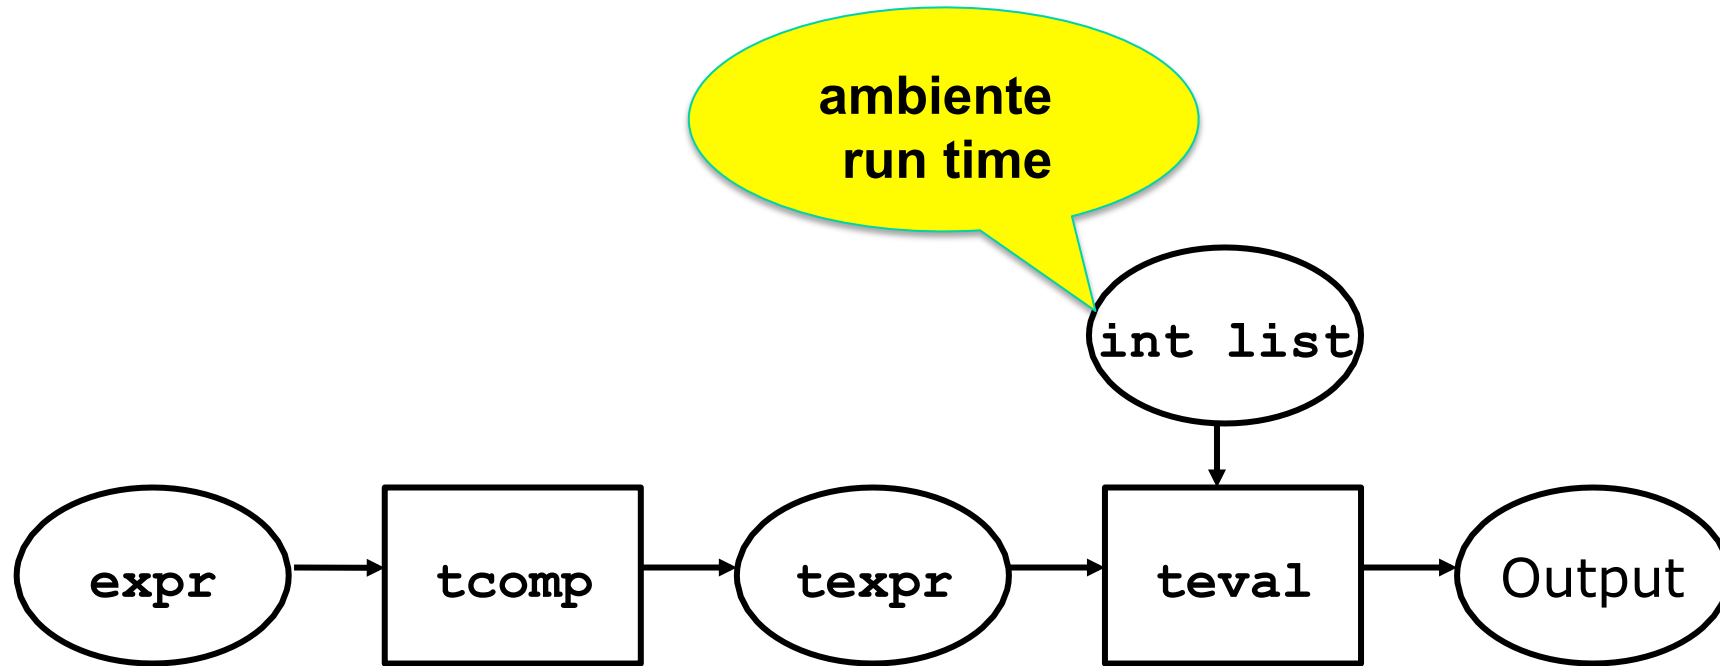 ambiente
run time
int list
expr
tcomp
texpr
teval
Output